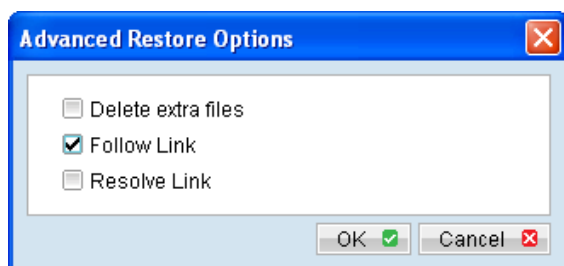 Advanced Restore Options
Delete extra files
Follow Link
Resolve Link
OK Cancel